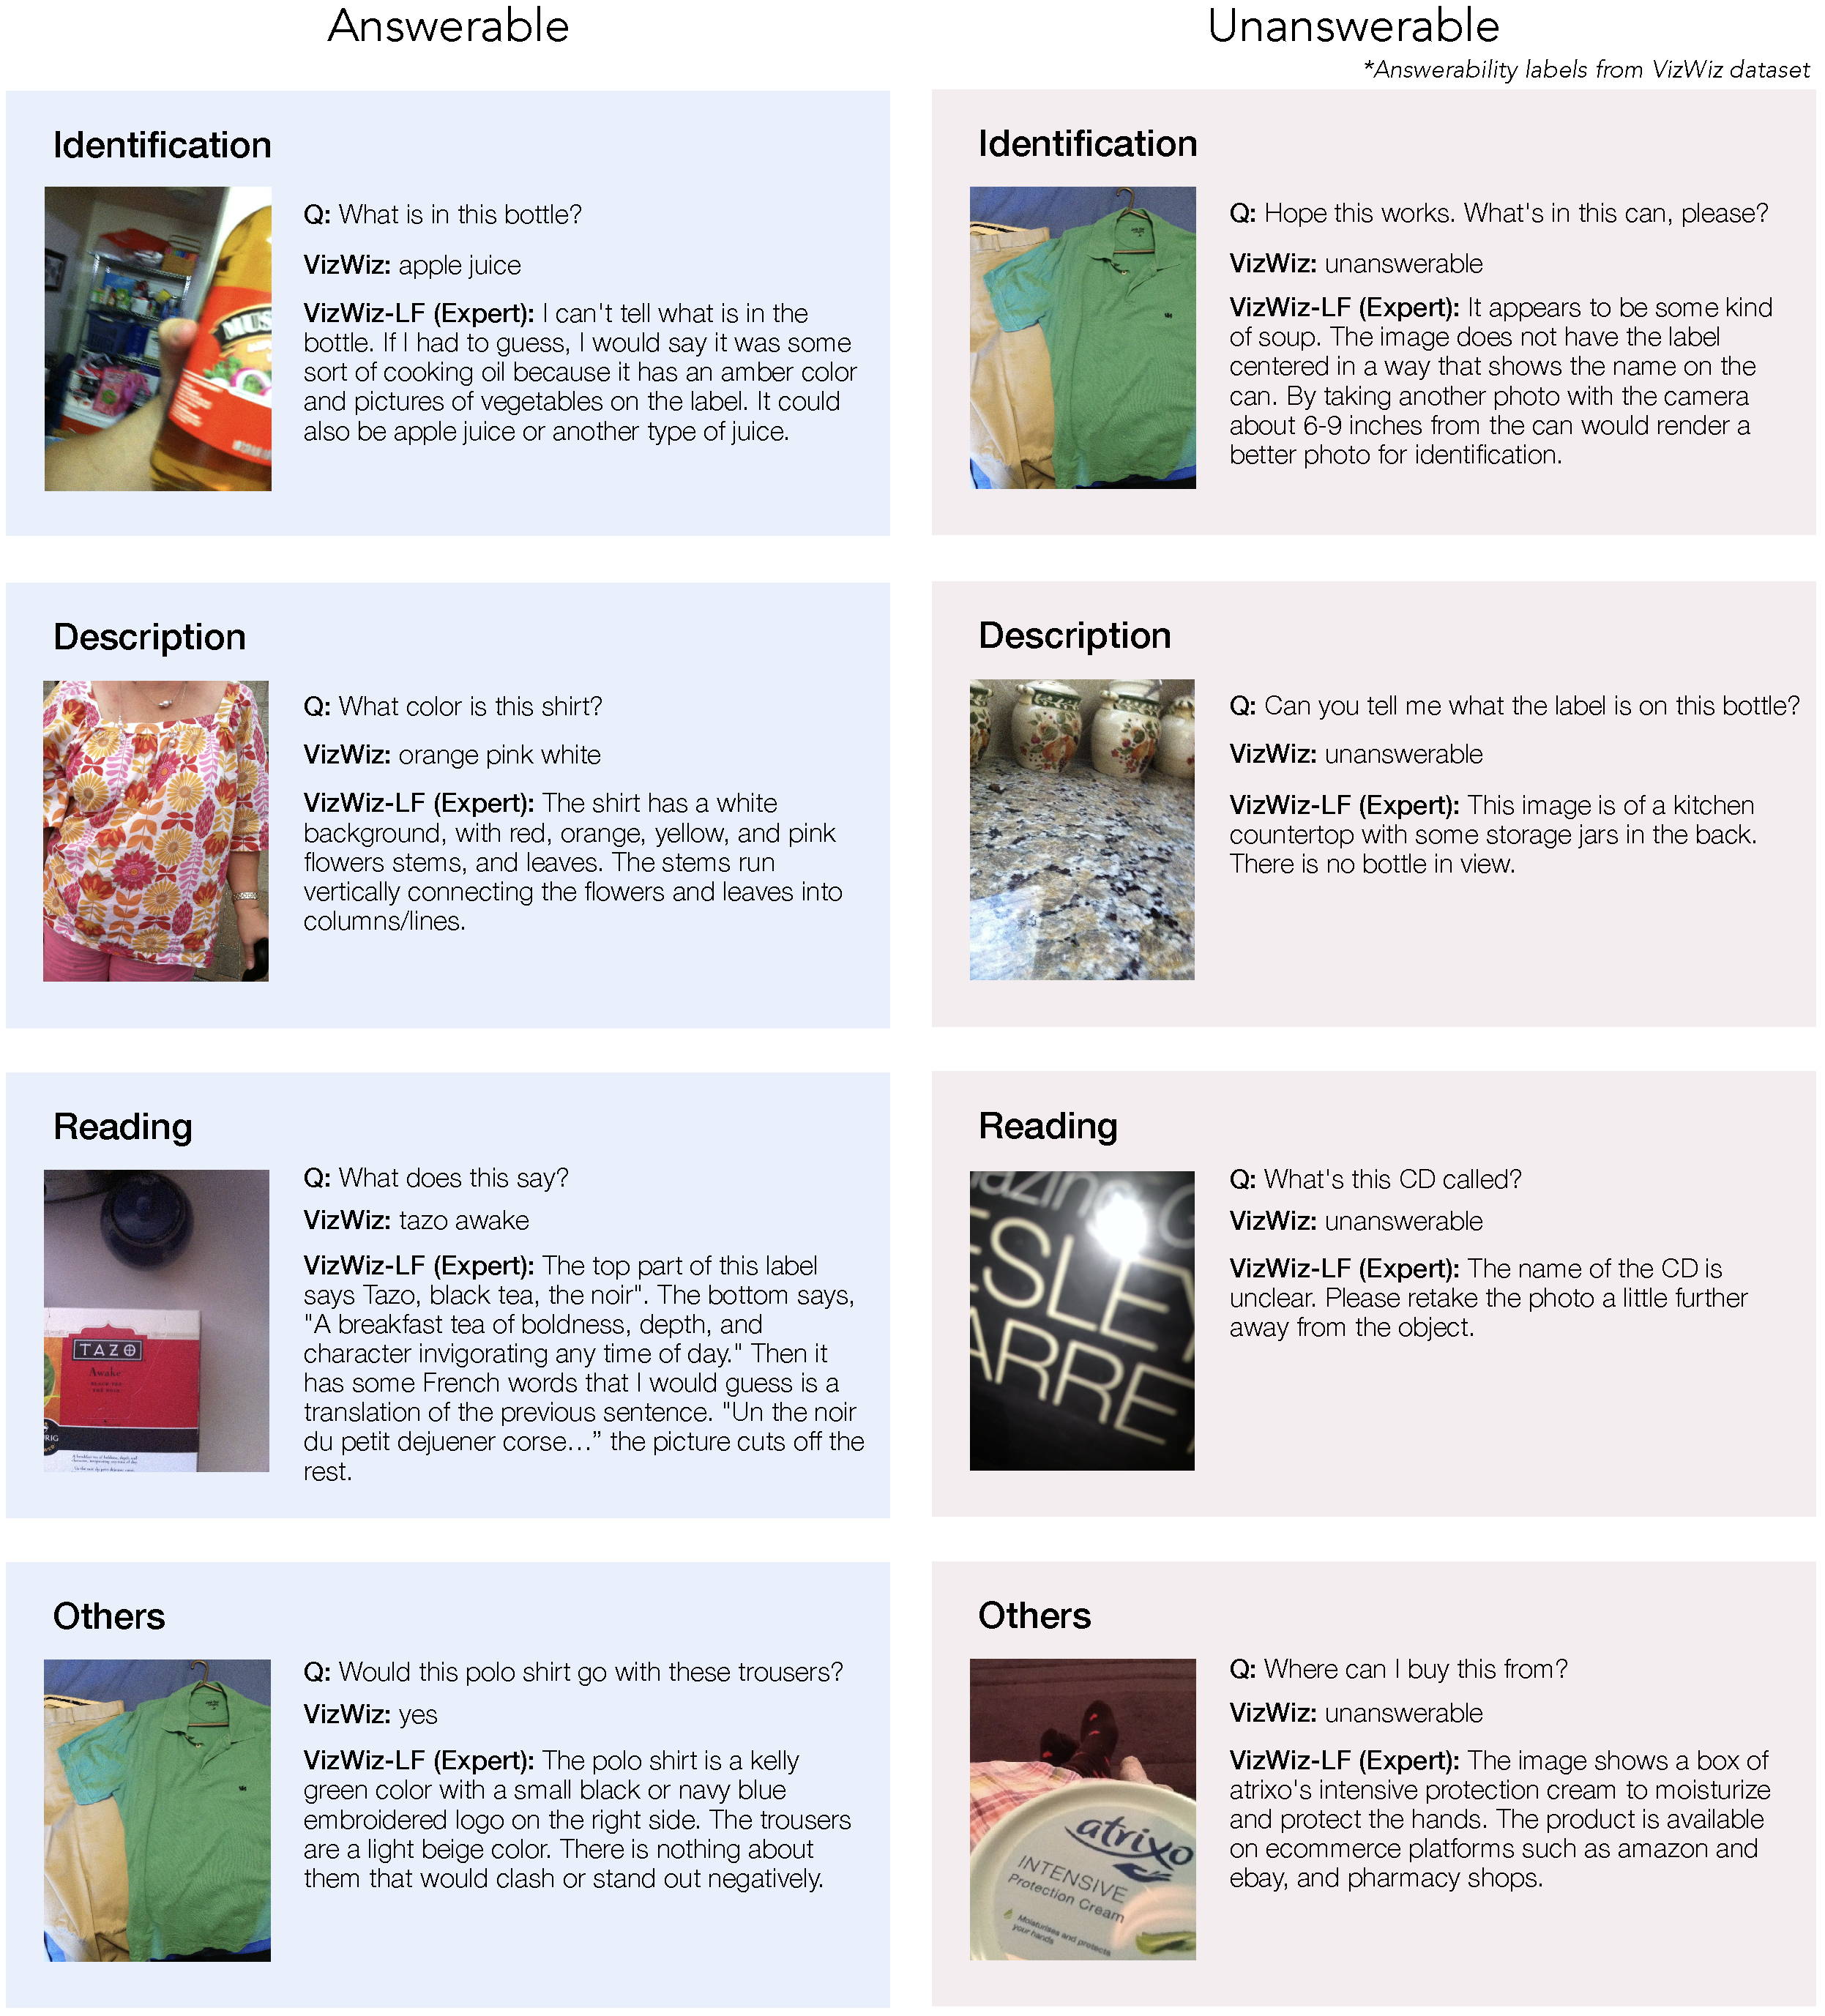 Answerable
Unanswerable
*Answerability labels from VizWiz dataset
Identification
MUS
Q: What is in this bottle?
VizWiz: apple juice
VizWiz-LF (Expert): I can't tell what is in the
bottle. If I had to guess, I would say it was some
sort of cooking oil because it has an amber color
and pictures of vegetables on the label. It could
also be apple juice or another type of juice.
Identification
Q: Hope this works. What's in this can, please?
VizWiz: unanswerable
VizWiz-LF (Expert): It appears to be some kind
of soup. The image does not have the label
centered in a way that shows the name on the
can. By taking another photo with the camera
about 6-9 inches from the can would render a
better photo for identification.
Description
Q: What color is this shirt?
VizWiz: orange pink white
VizWiz-LF (Expert): The shirt has a white
background, with red, orange, yellow, and pink
flowers stems, and leaves. The stems run
vertically connecting the flowers and leaves into
columns/lines.
Description
Q: Can you tell me what the label is on this bottle?
VizWiz: unanswerable
VizWiz-LF (Expert): This image is of a kitchen
countertop with some storage jars in the back.
There is no bottle in view.
Reading
TAZO
Awake
Q: What does this say?
VizWiz: tazo awake
VizWiz-LF (Expert): The top part of this label
says Tazo, black tea, the noir". The bottom says,
"A breakfast tea of boldness, depth, and
character invigorating any time of day." Then it
has some French words that I would guess is a
translation of the previous sentence. "Un the noir
du petit dejuener corse…” the picture cuts off the
rest.
Reading
azing G
ESLEY
ARRE
Q: What's this CD called?
VizWiz: unanswerable
VizWiz-LF (Expert): The name of the CD is
unclear. Please retake the photo a little further
away from the object.
Others
Q: Would this polo shirt go with these trousers?
VizWiz: yes
VizWiz-LF (Expert): The polo shirt is a kelly
green color with a small black or navy blue
embroidered logo on the right side. The trousers
are a light beige color. There is nothing about
them that would clash or stand out negatively.
Others
atrixo
INTENSIVE
Protection Cream
Moisturises and protects
your hands
Q: Where can I buy this from?
VizWiz: unanswerable
VizWiz-LF (Expert): The image shows a box of
atrixo's intensive protection cream to moisturize
and protect the hands. The product is available
on ecommerce platforms such as amazon and
ebay, and pharmacy shops.